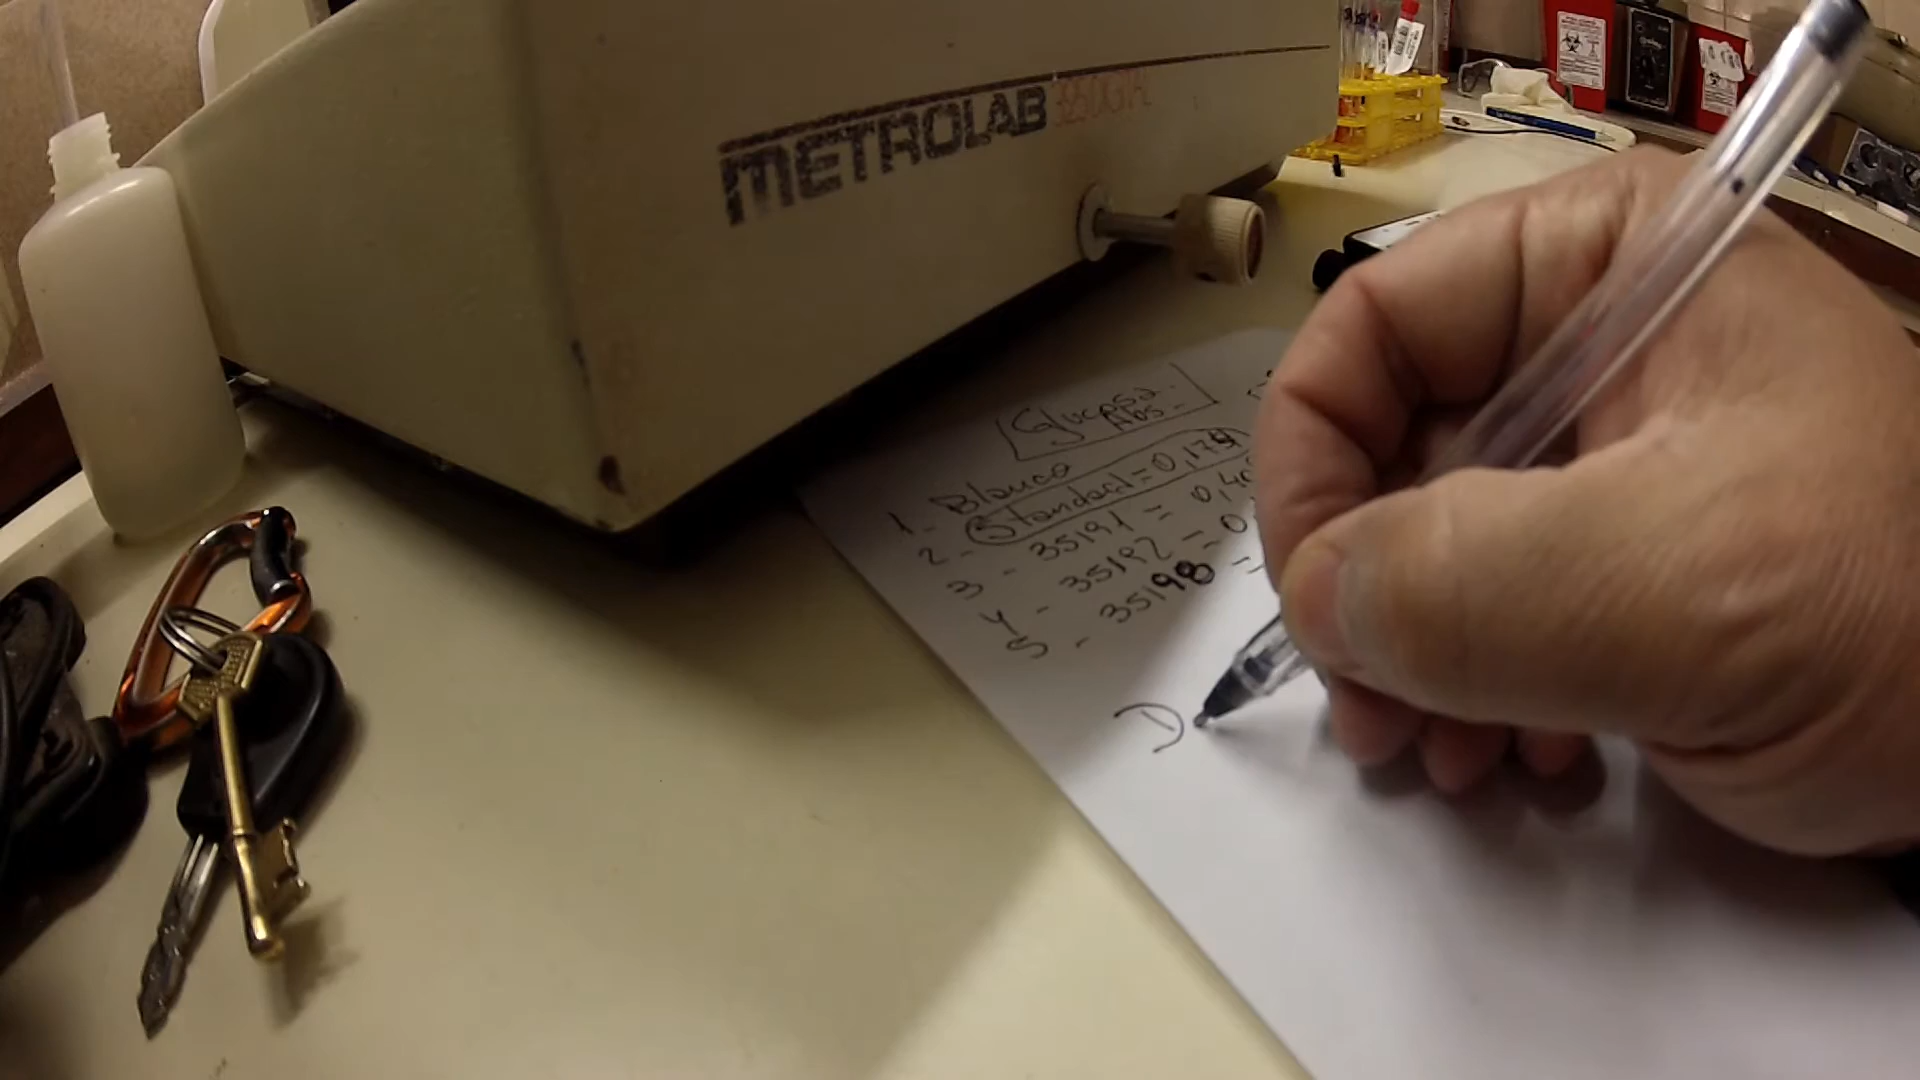 METROLAB
Glucosa
Abs -
1 - Blanco
2 - Standard = 0,179
3 - 35191 = 0,40
4 - 35192 = 0
5 - 35198 =
D